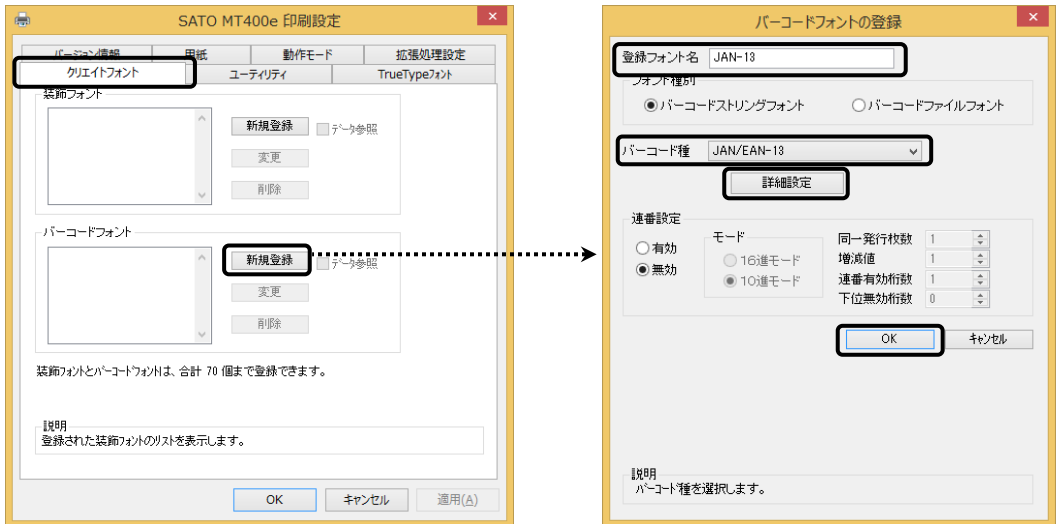 SATO MT400e 印刷設定
バージョン情報
用紙
動作モード
拡張処理設定
クリエイトフォント
ユーティリティ
TrueTypeフォント
装飾フォント
新規登録
データ参照
変更
削除
バーコードフォント
新規登録
データ参照
変更
削除
装飾フォントとバーコードフォントは、合計 70 個まで登録できます。
説明
登録された装飾フォントのリストを表示します。
OK
キャンセル
適用(A)
バーコードフォントの登録
登録フォント名 JAN-13
フォント種別
バーコードストリングフォント
バーコードファイルフォント
バーコード種 JAN/EAN-13
詳細設定
連番設定
有効
無効
モード
16進モード
10進モード
同一発行枚数 1
増減値 1
連番有効桁数 1
下位無効桁数 0
OK
キャンセル
説明
バーコード種を選択します。